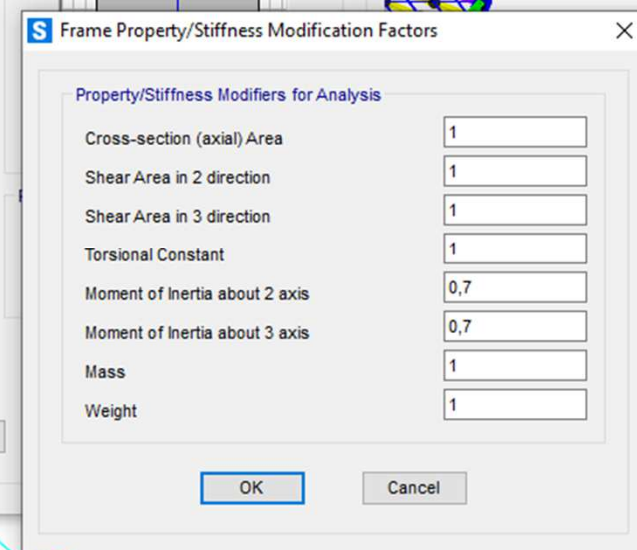 S Frame Property/Stiffness Modification Factors
Property/Stiffness Modifiers for Analysis
Cross-section (axial) Area 1
Shear Area in 2 direction 1
Shear Area in 3 direction 1
Torsional Constant 1
Moment of Inertia about 2 axis 0,7
Moment of Inertia about 3 axis 0,7
Mass 1
Weight 1
OK Cancel